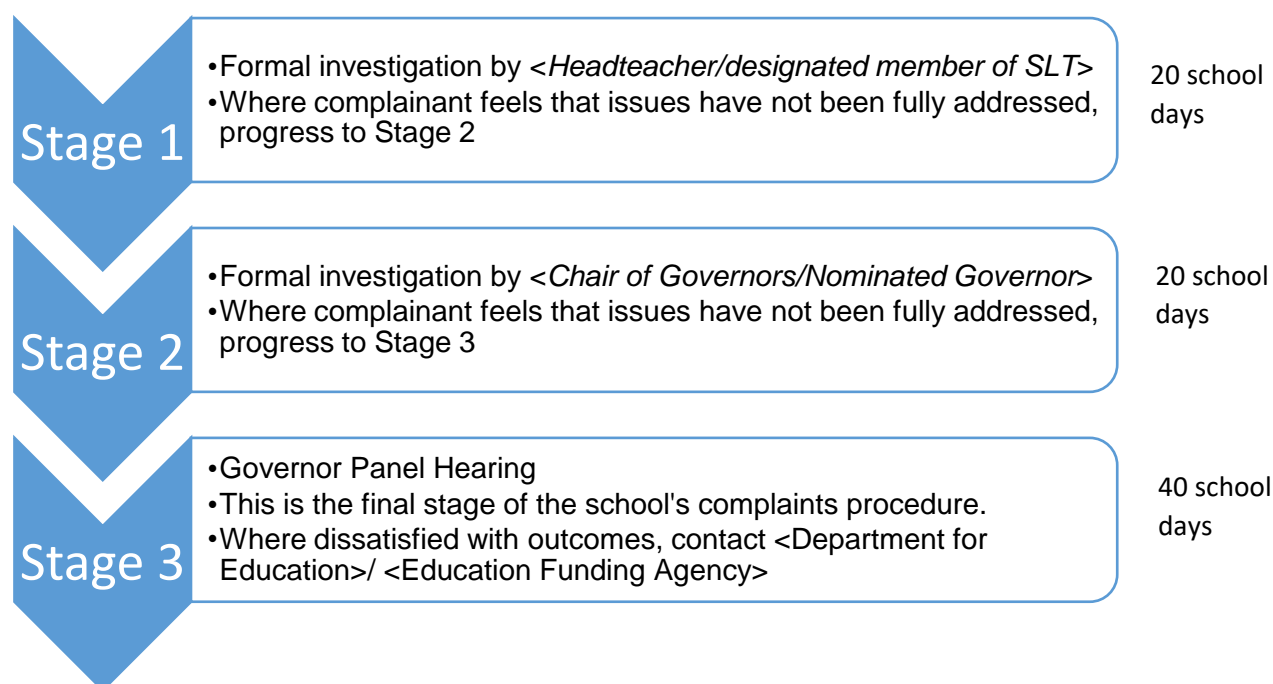 Stage 1
•Formal investigation by <Headteacher/designated member of SLT>
•Where complainant feels that issues have not been fully addressed,
progress to Stage 2
20 school
days
Stage 2
•Formal investigation by <Chair of Governors/Nominated Governor>
•Where complainant feels that issues have not been fully addressed,
progress to Stage 3
20 school
days
Stage 3
•Governor Panel Hearing
•This is the final stage of the school's complaints procedure.
•Where dissatisfied with outcomes, contact <Department for
Education>/ <Education Funding Agency>
40 school
days